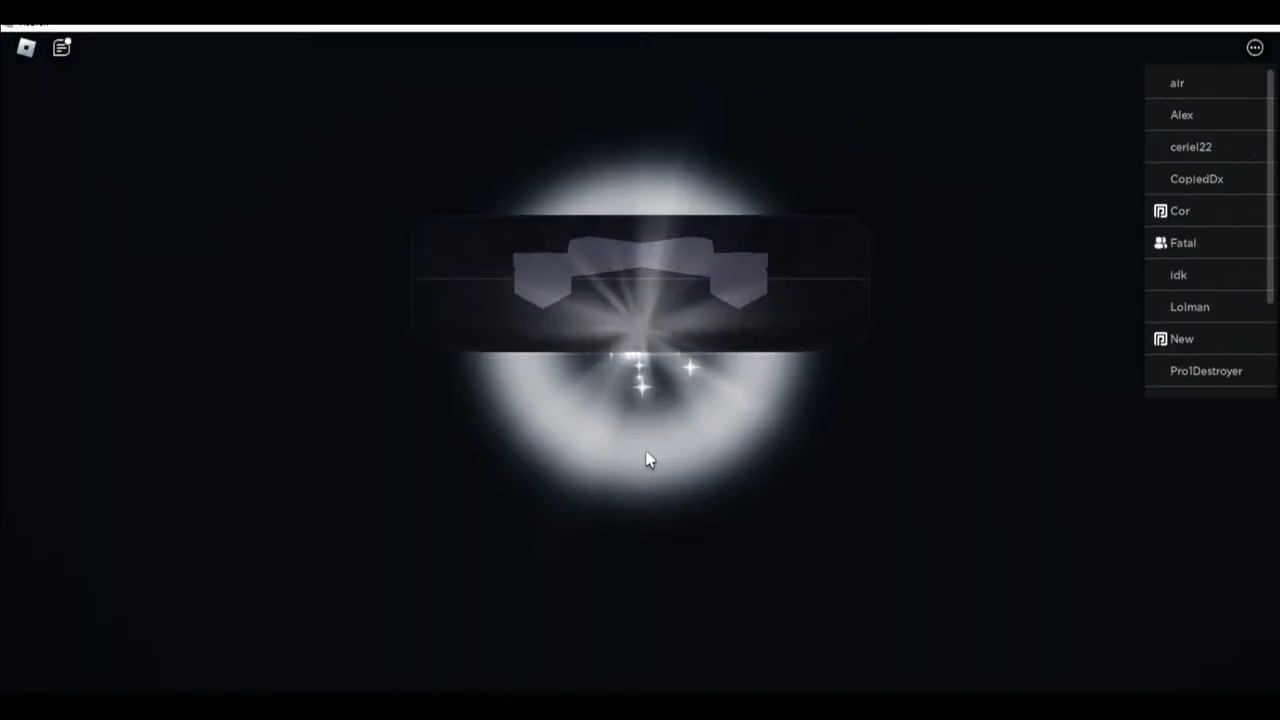 air
Alex
ceriel22
CopiedDx
Cor
Fatal
idk
Lolman
New
Pro1Destroyer